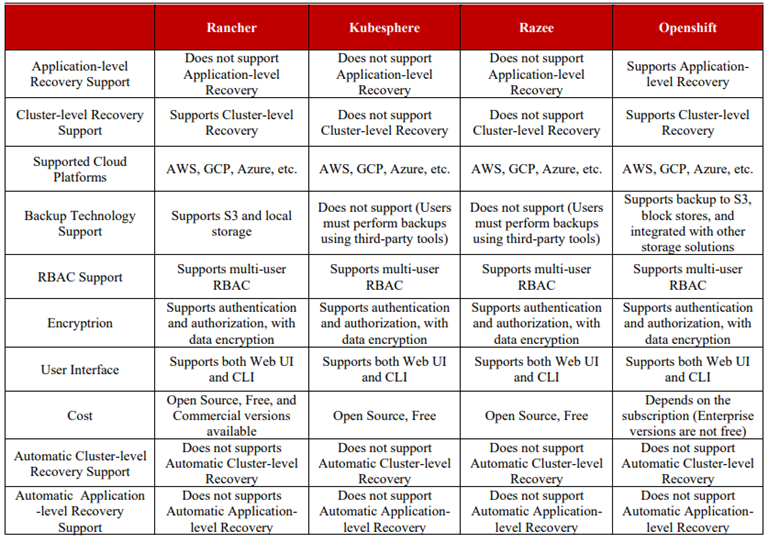 Rancher Kubesphere Razee Openshift
Application-level
Recovery Support
Does not support
Application-level
Recovery
Does not support
Application-level
Recovery
Does not support
Application-level
Recovery
Supports Application-
level Recovery
Cluster-level Recovery
Support
Supports Cluster-level
Recovery
Does not support
Cluster-level Recovery
Does not support
Cluster-level Recovery
Supports Cluster-level
Recovery
Supported Cloud
Platforms
AWS, GCP, Azure, etc.
AWS, GCP, Azure, etc.
AWS, GCP, Azure, etc.
AWS, GCP, Azure, etc.
Backup Technology
Support
Supports S3 and local
storage
Does not support (Users
must perform backups
using third-party tools)
Does not support (Users
must perform backups
using third-party tools)
Supports backup to S3,
block stores, and
integrated with other
storage solutions
RBAC Support
Supports multi-user
RBAC
Supports multi-user
RBAC
Supports multi-user
RBAC
Supports multi-user
RBAC
Encryptrion
Supports authentication
and authorization, with
data encryption
Supports authentication
and authorization, with
data encryption
Supports authentication
and authorization, with
data encryption
Supports authentication
and authorization, with
data encryption
User Interface
Supports both Web UI
and CLI
Supports both Web UI
and CLI
Supports both Web UI
and CLI
Supports both Web UI
and CLI
Cost
Open Source, Free, and
Commercial versions
available
Open Source, Free
Open Source, Free
Depends on the
subscription (Enterprise
versions are not free)
Automatic Cluster-level
Recovery Support
Does not supports
Automatic Cluster-level
Recovery
Does not support
Automatic Cluster-level
Recovery
Does not support
Automatic Cluster-level
Recovery
Does not support
Automatic Cluster-level
Recovery
Automatic Application
-level Recovery
Support
Does not supports
Automatic Application-
level Recovery
Does not support
Automatic Application-
level Recovery
Does not support
Automatic Application-
level Recovery
Does not support
Automatic Application-
level Recovery